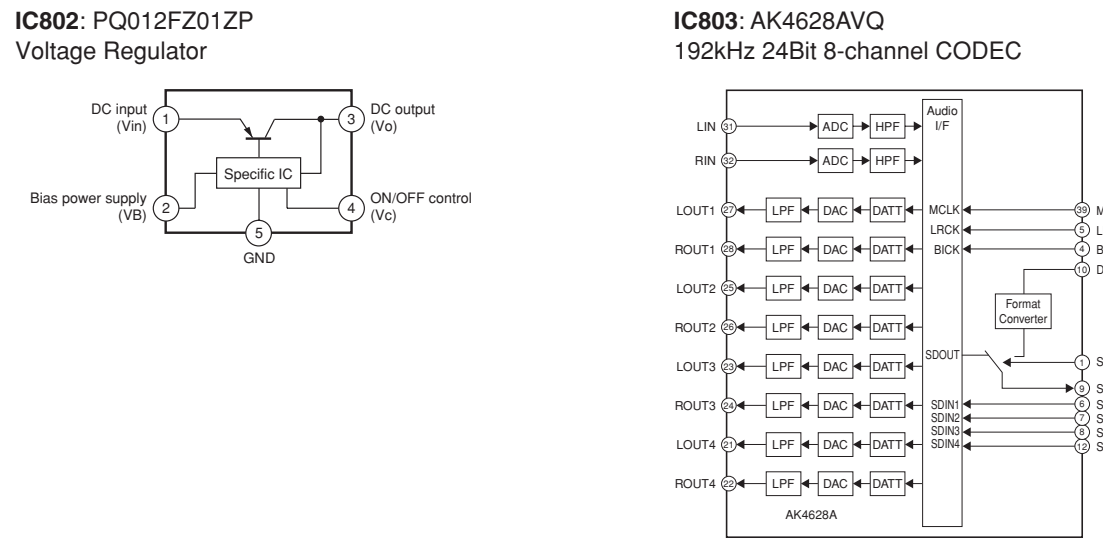 IC802: PQ012FZ01ZP
Voltage Regulator
DC input
(Vin)
1
3
DC output
(Vo)
Specific IC
Bias power supply
(VB)
2
4
ON/OFF control
(Vc)
5
GND
IC803: AK4628AVQ
192kHz 24Bit 8-channel CODEC
Audio
I/F
LIN 31 ADC HPF
RIN 32 ADC HPF
LOUT1 27 LPF DAC DATT MCLK 39 M
LRCK 5 L
ROUT1 28 LPF DAC DATT BICK 4 B
10 D
LOUT2 25 LPF DAC DATT
Format
Converter
ROUT2 26 LPF DAC DATT
SDOUT
LOUT3 23 LPF DAC DATT 1 S
9 S
ROUT3 24 LPF DAC DATT SDIN1 6 S
SDIN2 7 S
SDIN3 8 S
LOUT4 21 LPF DAC DATT SDIN4 12 S
ROUT4 22 LPF DAC DATT
AK4628A